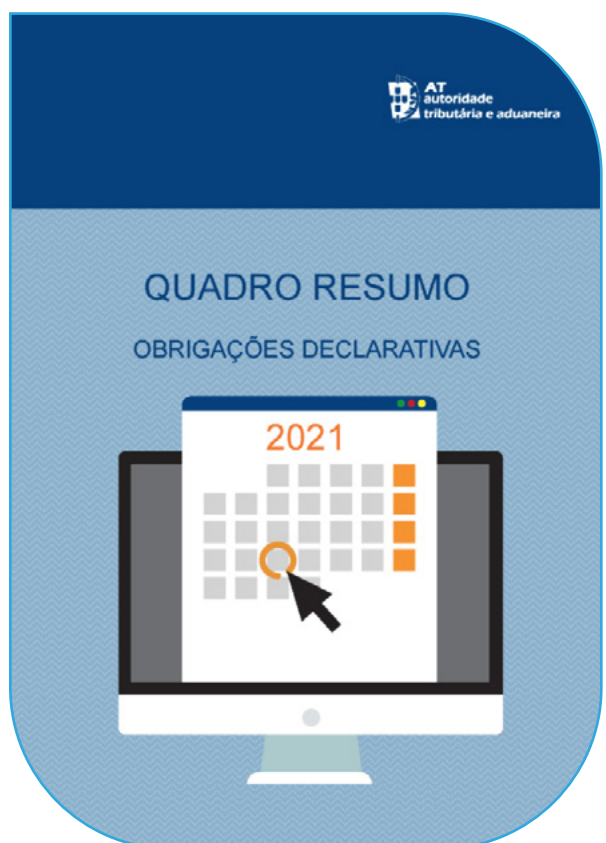 AT
autoridade
tributária e aduaneira
QUADRO RESUMO
OBRIGAÇÕES DECLARATIVAS
2021